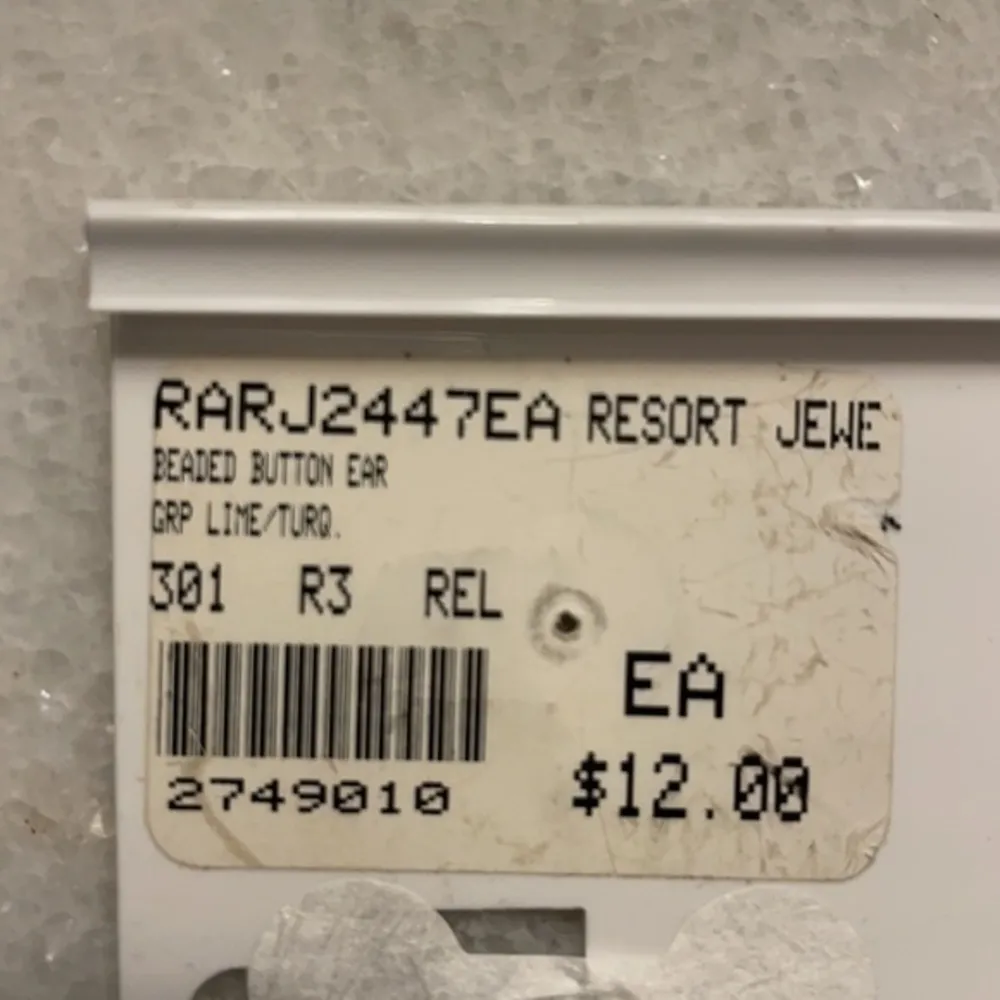 RARJ2447EA RESORT JEWE
BEADED BUTTON EAR
GRP LIME/TURQ.
301 R3 REL
EA
2749010 $12.00